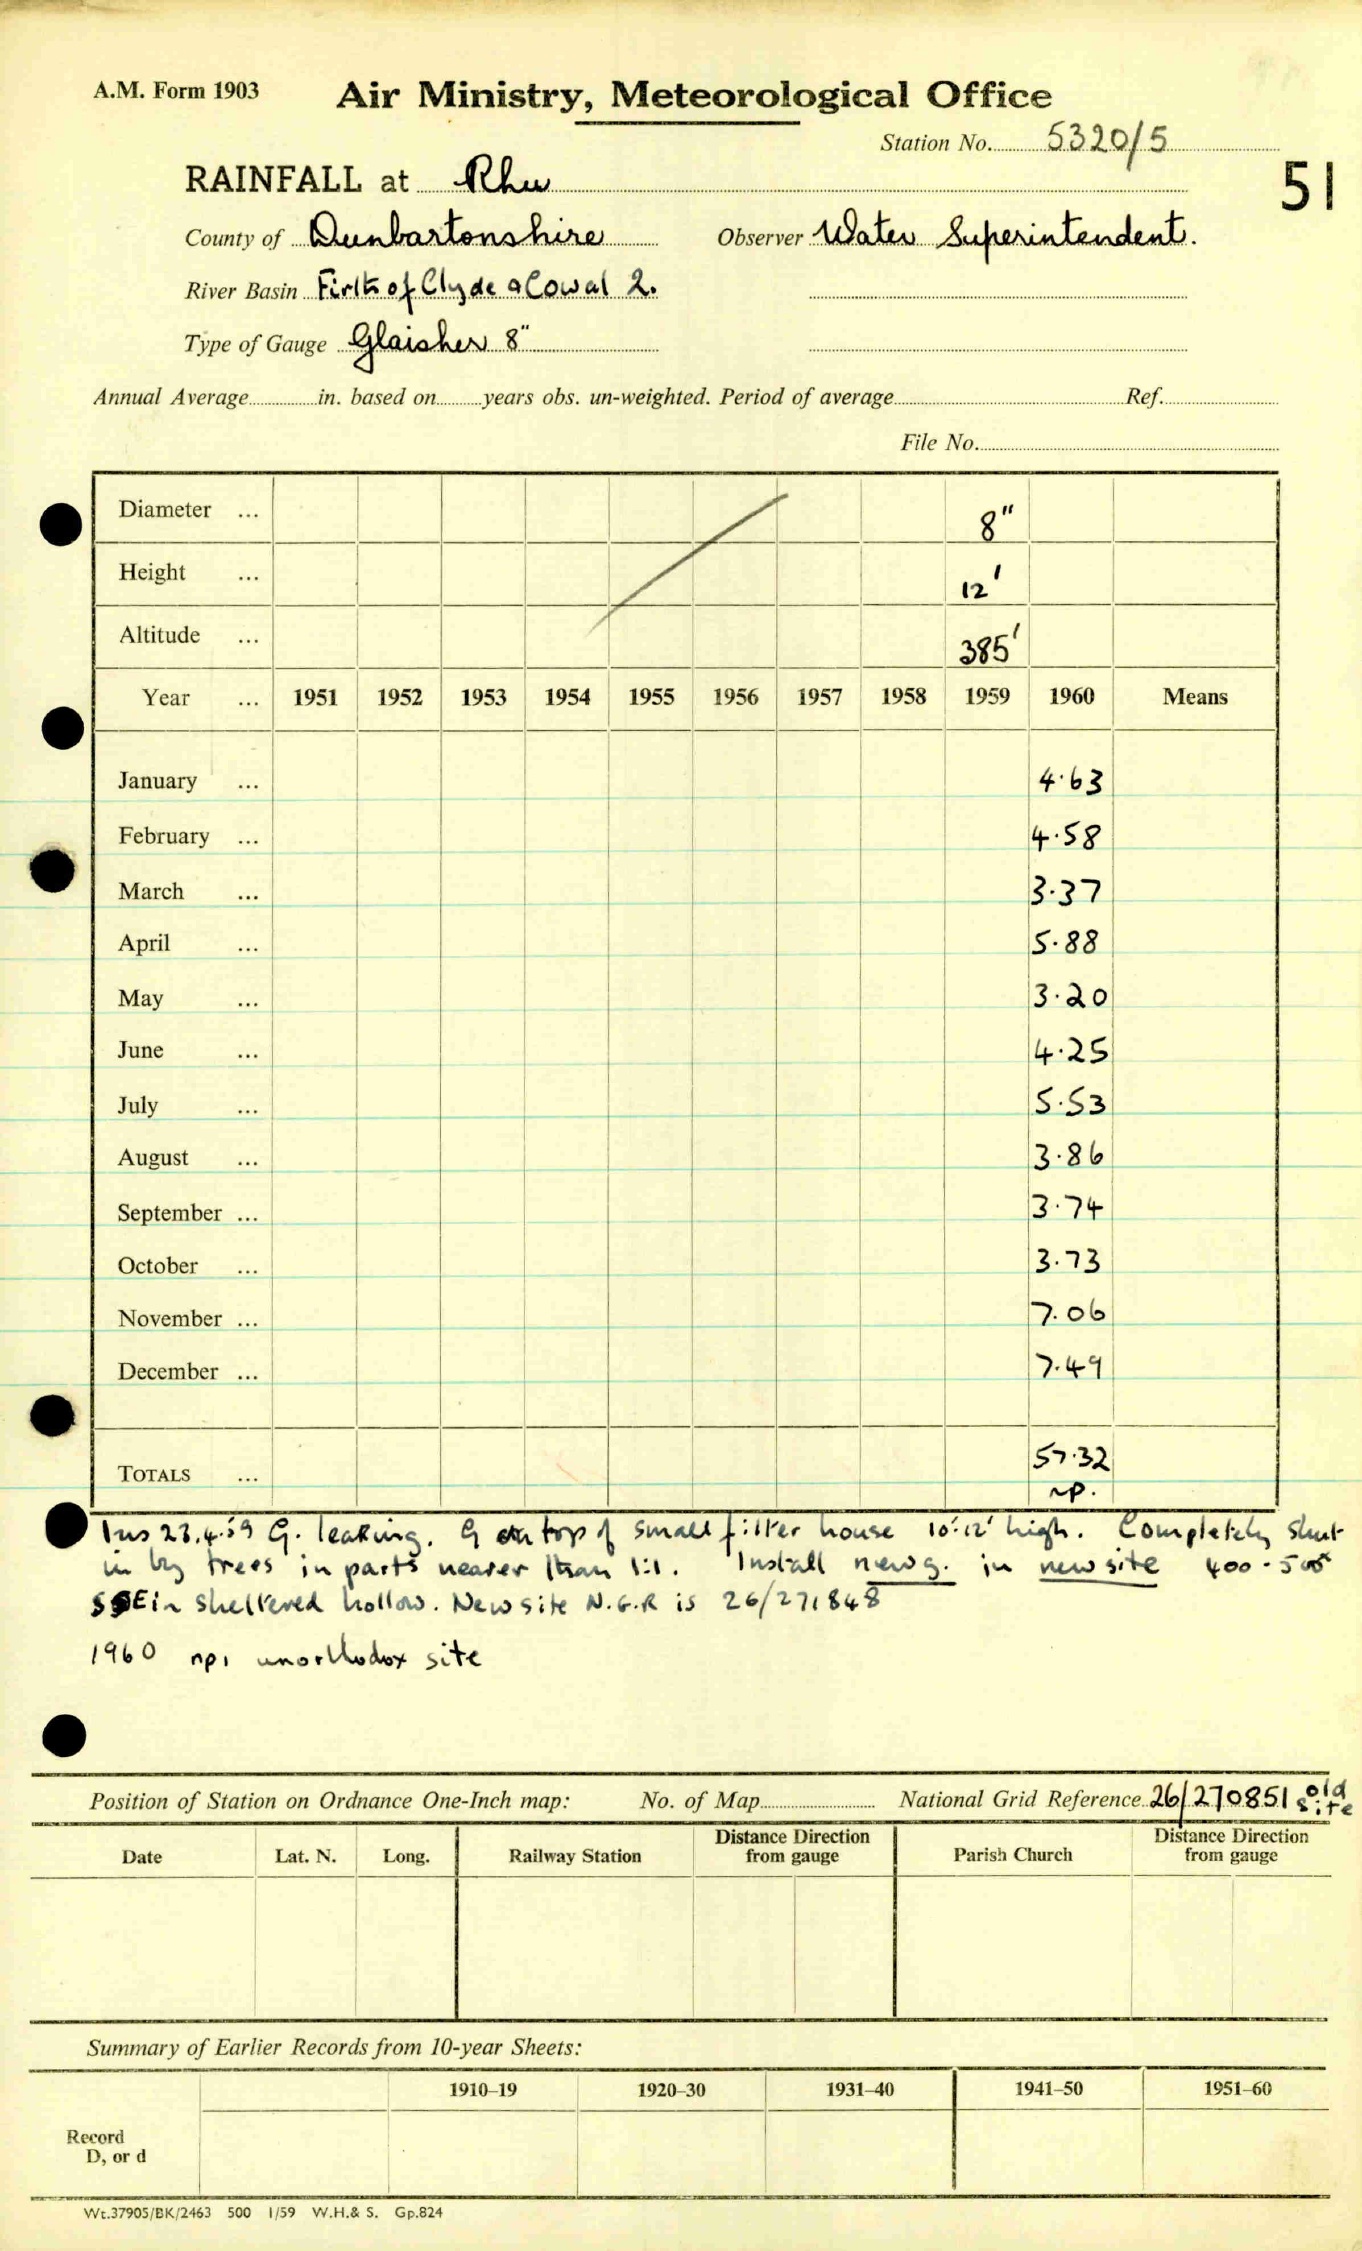 A.M. Form 1903
Air Ministry, Meteorological Office
Station No. 5320/5
51
RAINFALL at Rhu
County of Dunbartonshire Observer Water Superintendent.
River Basin Firth of Clyde & Cowal 2.
Type of Gauge Glaisher 8"
Annual Average in. based on years obs. un-weighted. Period of average Ref.
File No.
Diameter ... 8"
Height ... 12'
Altitude ... 385'
Year ... 1951 1952 1953 1954 1955 1956 1957 1958 1959 1960 Means
January ... 4.63
February ... 4.58
March ... 3.37
April ... 5.88
May ... 3.20
June ... 4.25
July ... 5.53
August ... 3.86
September ... 3.74
October ... 3.73
November ... 7.06
December ... 7.49
TOTALS ... 57.32
np.
Ins 23.4.59 G. leaking. G on top of small filter house 10'-12' high. Completely shut
in by trees in parts nearer than 1:1. Install new g. in new site 400-500x
SSE in sheltered hollow. New site N.G.R is 26/271848
1960 np, unorthodox site
Position of Station on Ordnance One-Inch map: No. of Map National Grid Reference 26/270851 old site
Date Lat. N. Long. Railway Station Distance Direction from gauge Parish Church Distance Direction from gauge
Summary of Earlier Records from 10-year Sheets:
1910–19 1920–30 1931–40 1941–50 1951–60
Record
D, or d
Wt.37905/BK/2463 500 1/59 W.H.& S. Gp.824